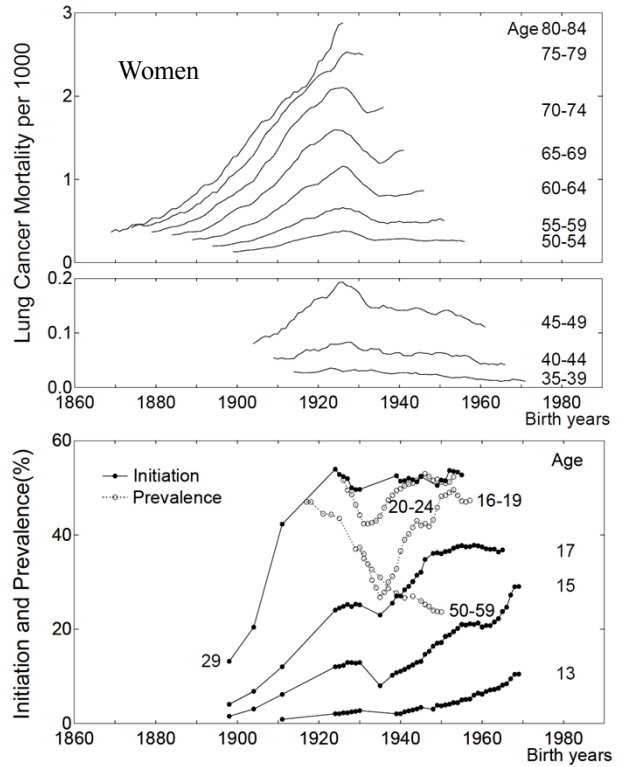 Women
Lung Cancer Mortality per 1000
3
2
1
0
Age 80-84
75-79
70-74
65-69
60-64
55-59
50-54
0.2
0.1
0.0
45-49
40-44
35-39
1860 1880 1900 1920 1940 1960 1980
Birth years
Initiation and Prevalence(%)
60
40
20
0
Initiation
Prevalence
Age
20-24
16-19
17
15
50-59
29
13
1860 1880 1900 1920 1940 1960 1980
Birth years